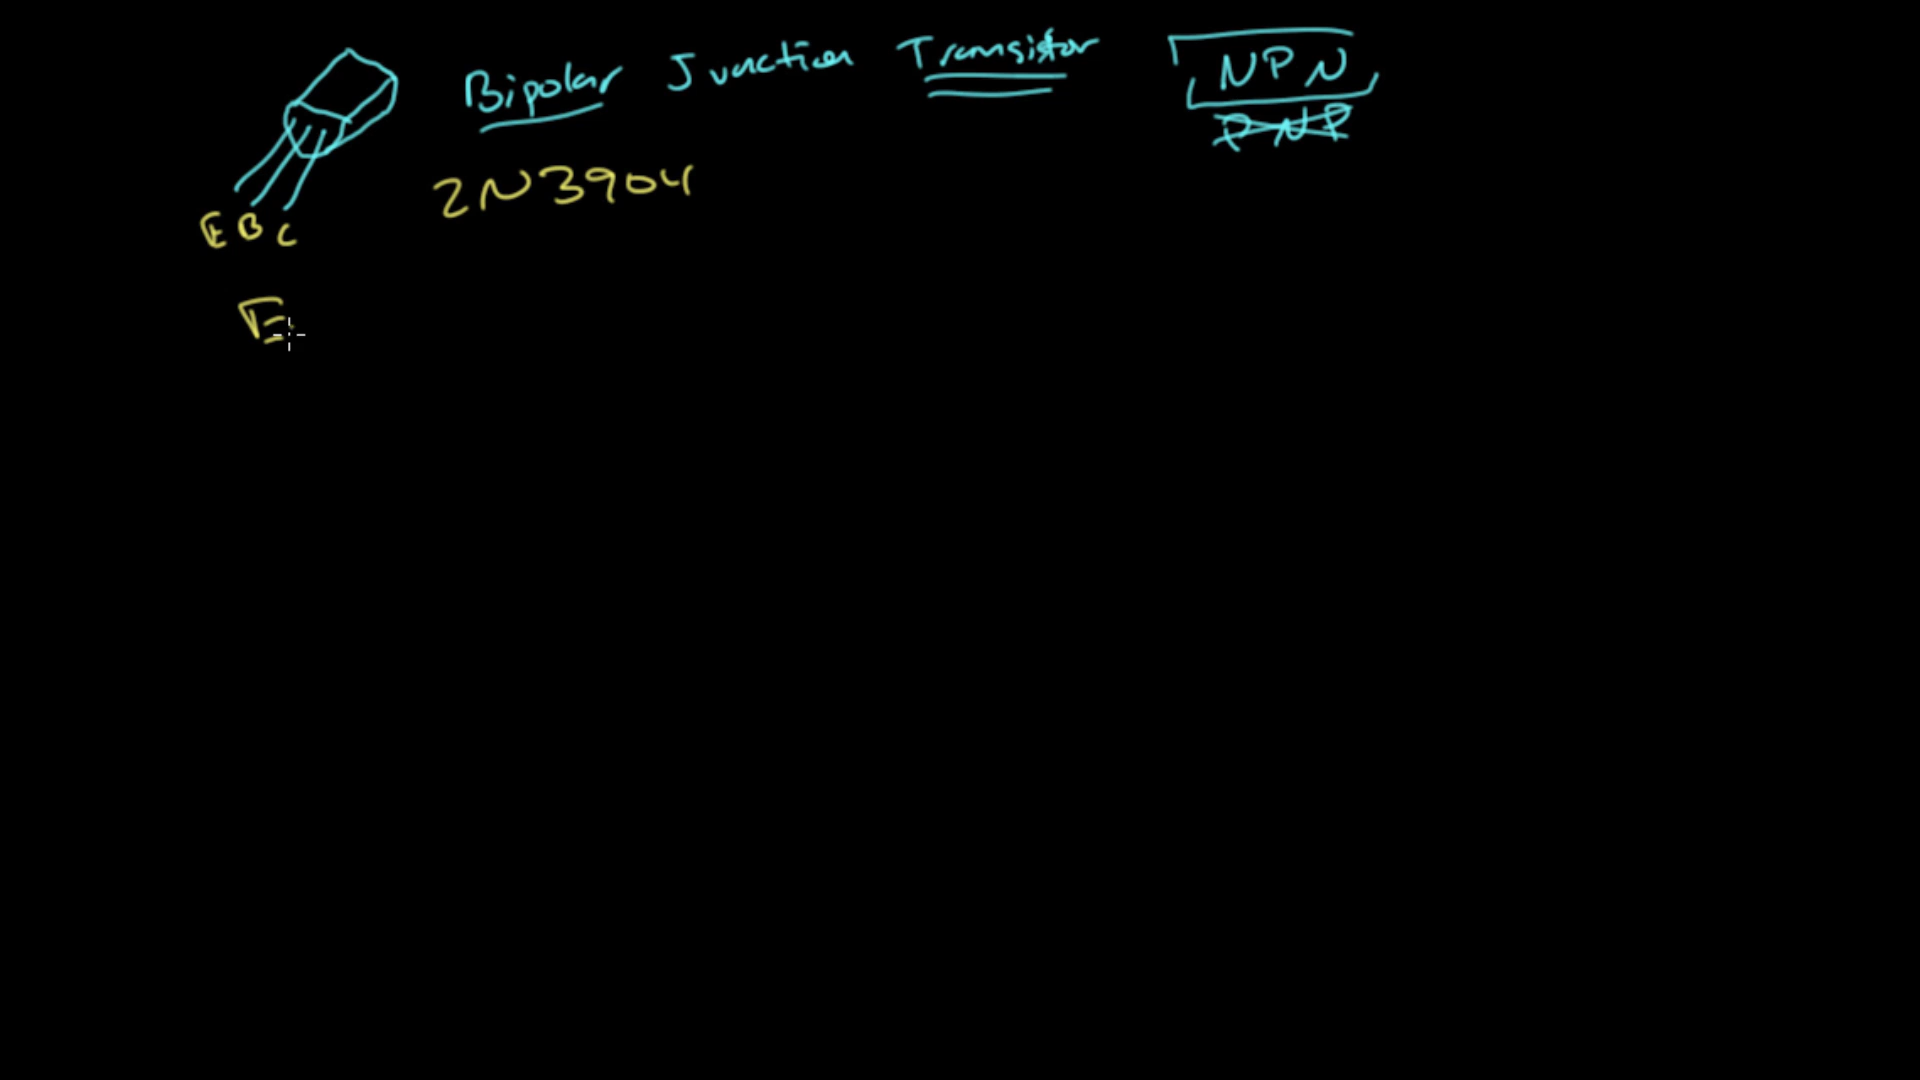 Bipolar Junction Transistor NPN
PNP
2N3904
E B C
E